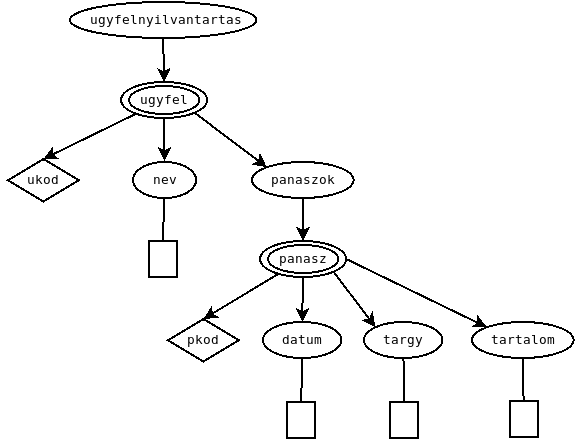 ugyfelnyilvantartas
ugyfel
ukod
nev
panaszok
panasz
pkod
datum
targy
tartalom